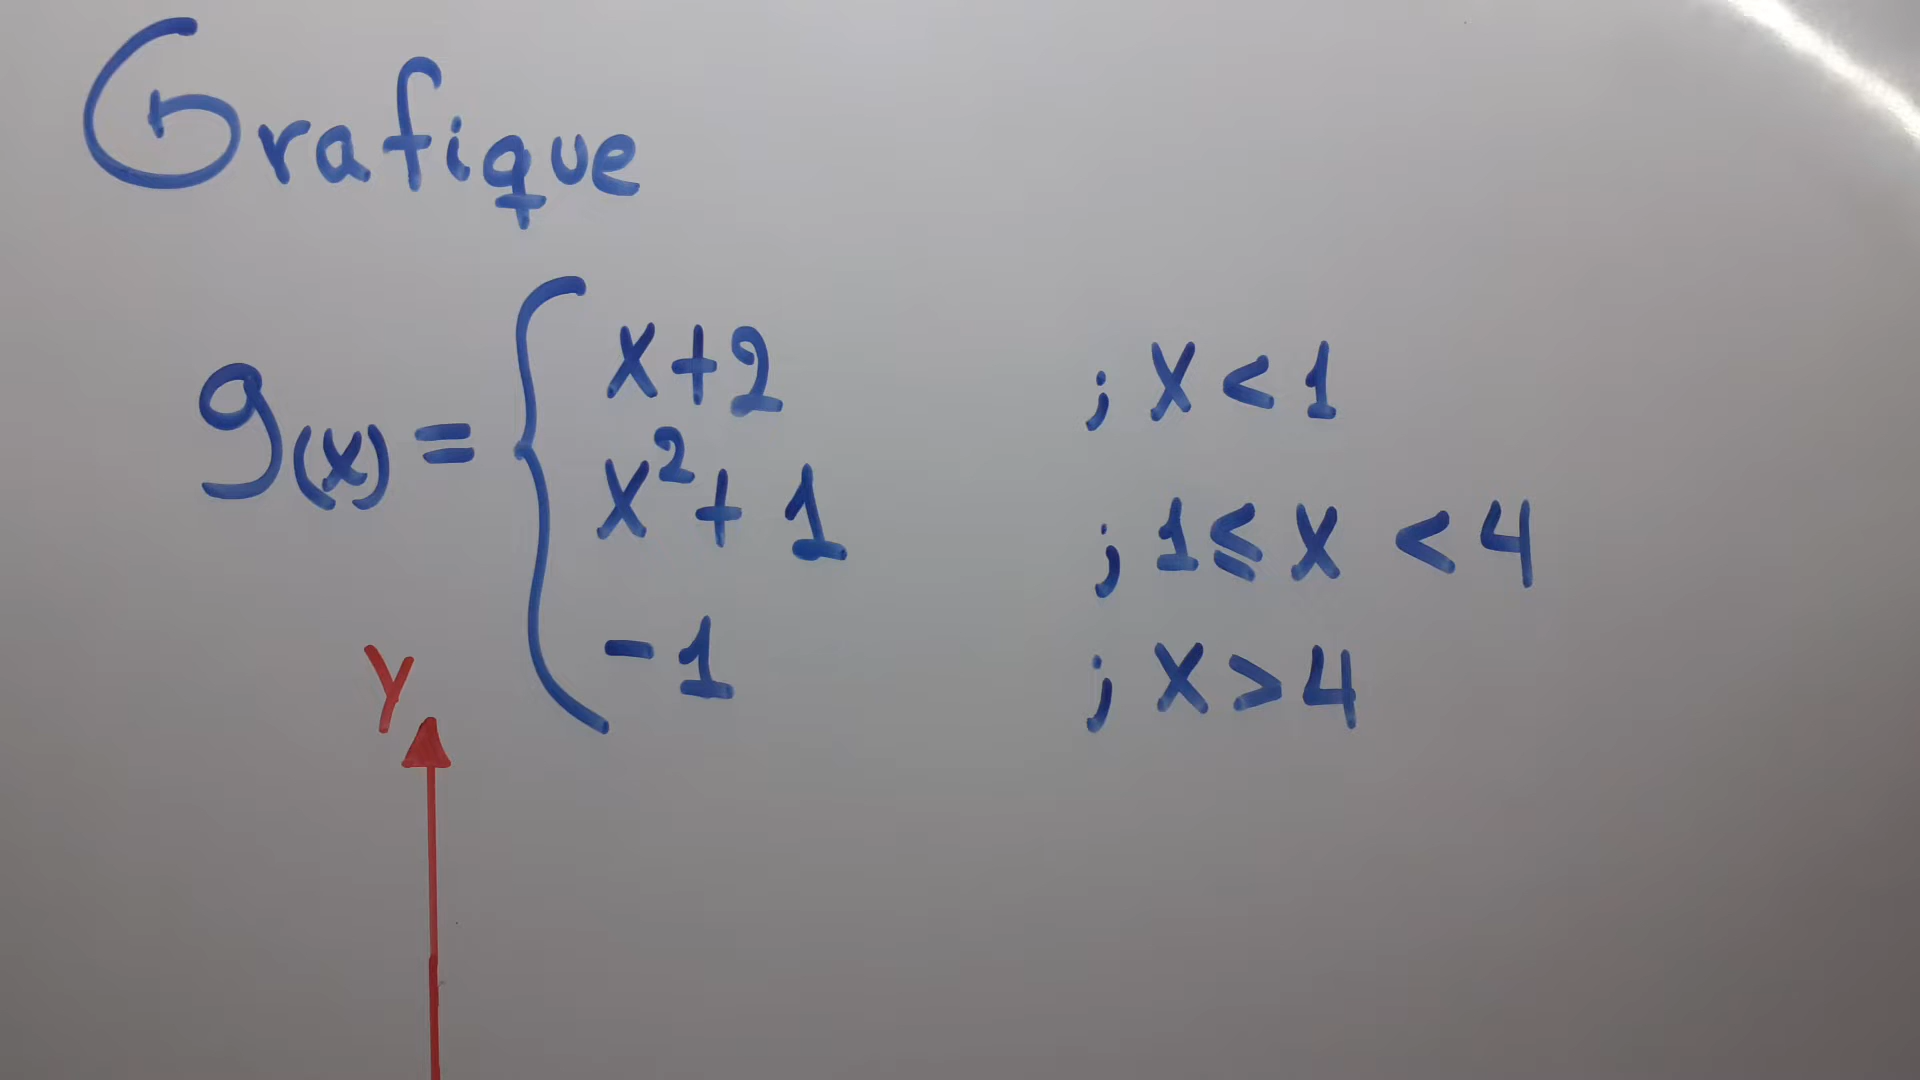 Grafique
g(x) = { x+2 ; x < 1
x² + 1 ; 1 ≤ x < 4
-1 ; x > 4
y